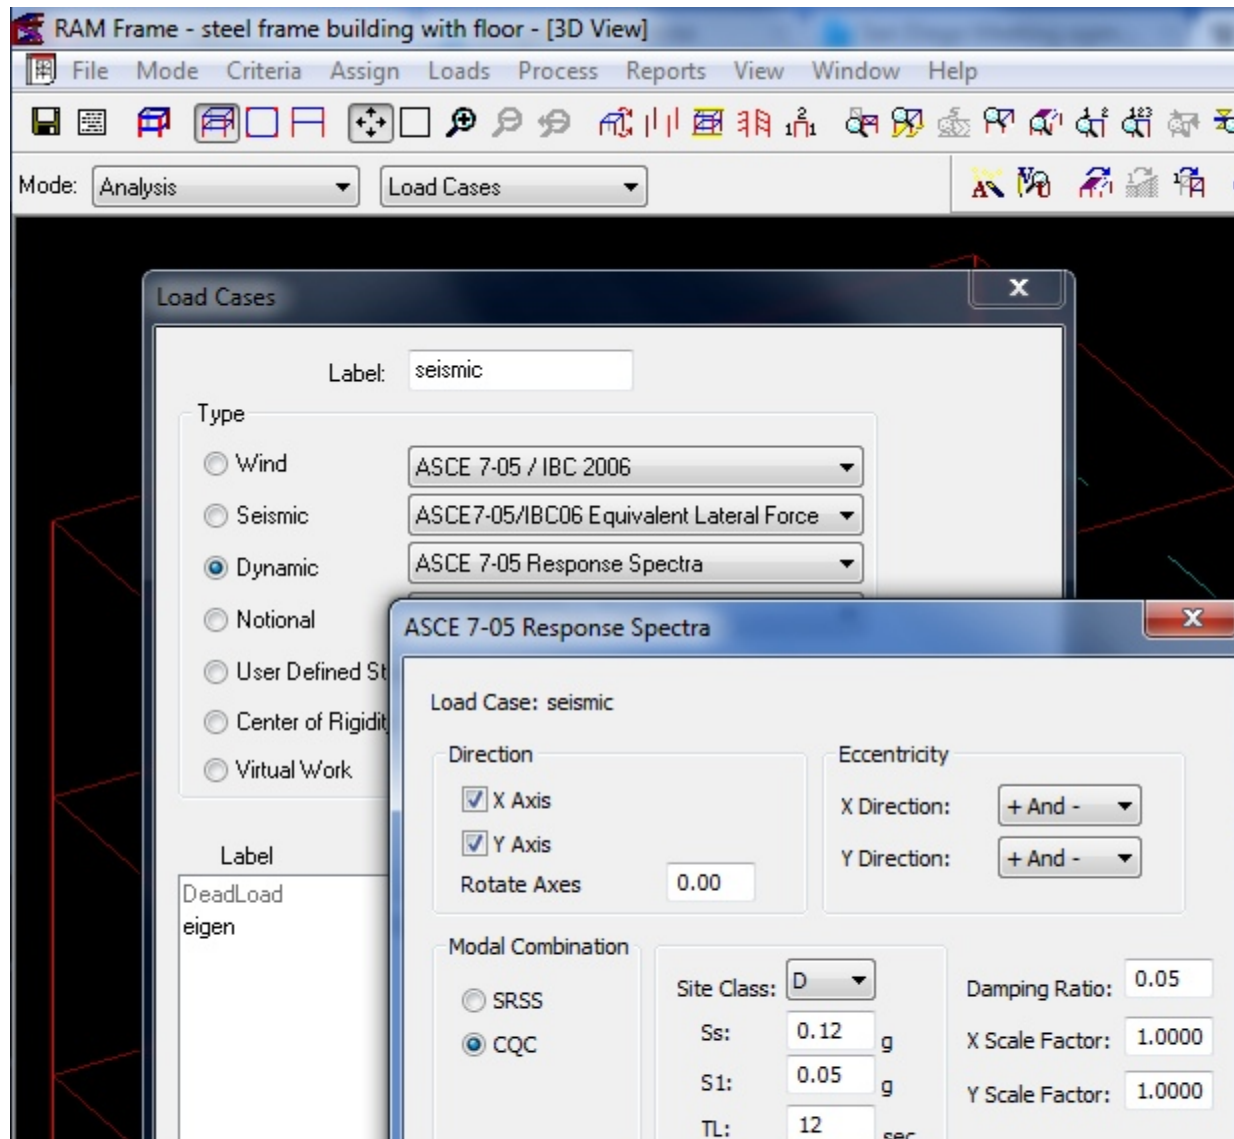 RAM Frame - steel frame building with floor - [3D View]
File Mode Criteria Assign Loads Process Reports View Window Help
Mode: Analysis Load Cases
Load Cases
Label: seismic
Type
Wind ASCE 7-05 / IBC 2006
Seismic ASCE7-05/IBC06 Equivalent Lateral Force
Dynamic ASCE 7-05 Response Spectra
Notional
User Defined St
Center of Rigidit
Virtual Work
Label
DeadLoad
eigen
ASCE 7-05 Response Spectra
Load Case: seismic
Direction
X Axis
Y Axis
Rotate Axes 0.00
Eccentricity
X Direction: + And -
Y Direction: + And -
Modal Combination
SRSS
CQC
Site Class: D
Ss: 0.12 g
S1: 0.05 g
TL: 12 sec
Damping Ratio: 0.05
X Scale Factor: 1.0000
Y Scale Factor: 1.0000